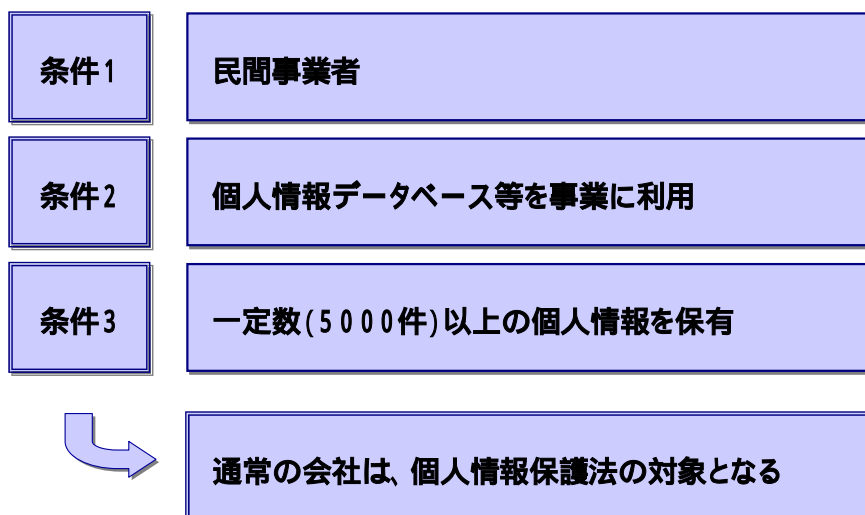 条件1 民間事業者
条件2 個人情報データベース等を事業に利用
条件3 一定数(5000件)以上の個人情報を保有
通常の会社は、個人情報保護法の対象となる